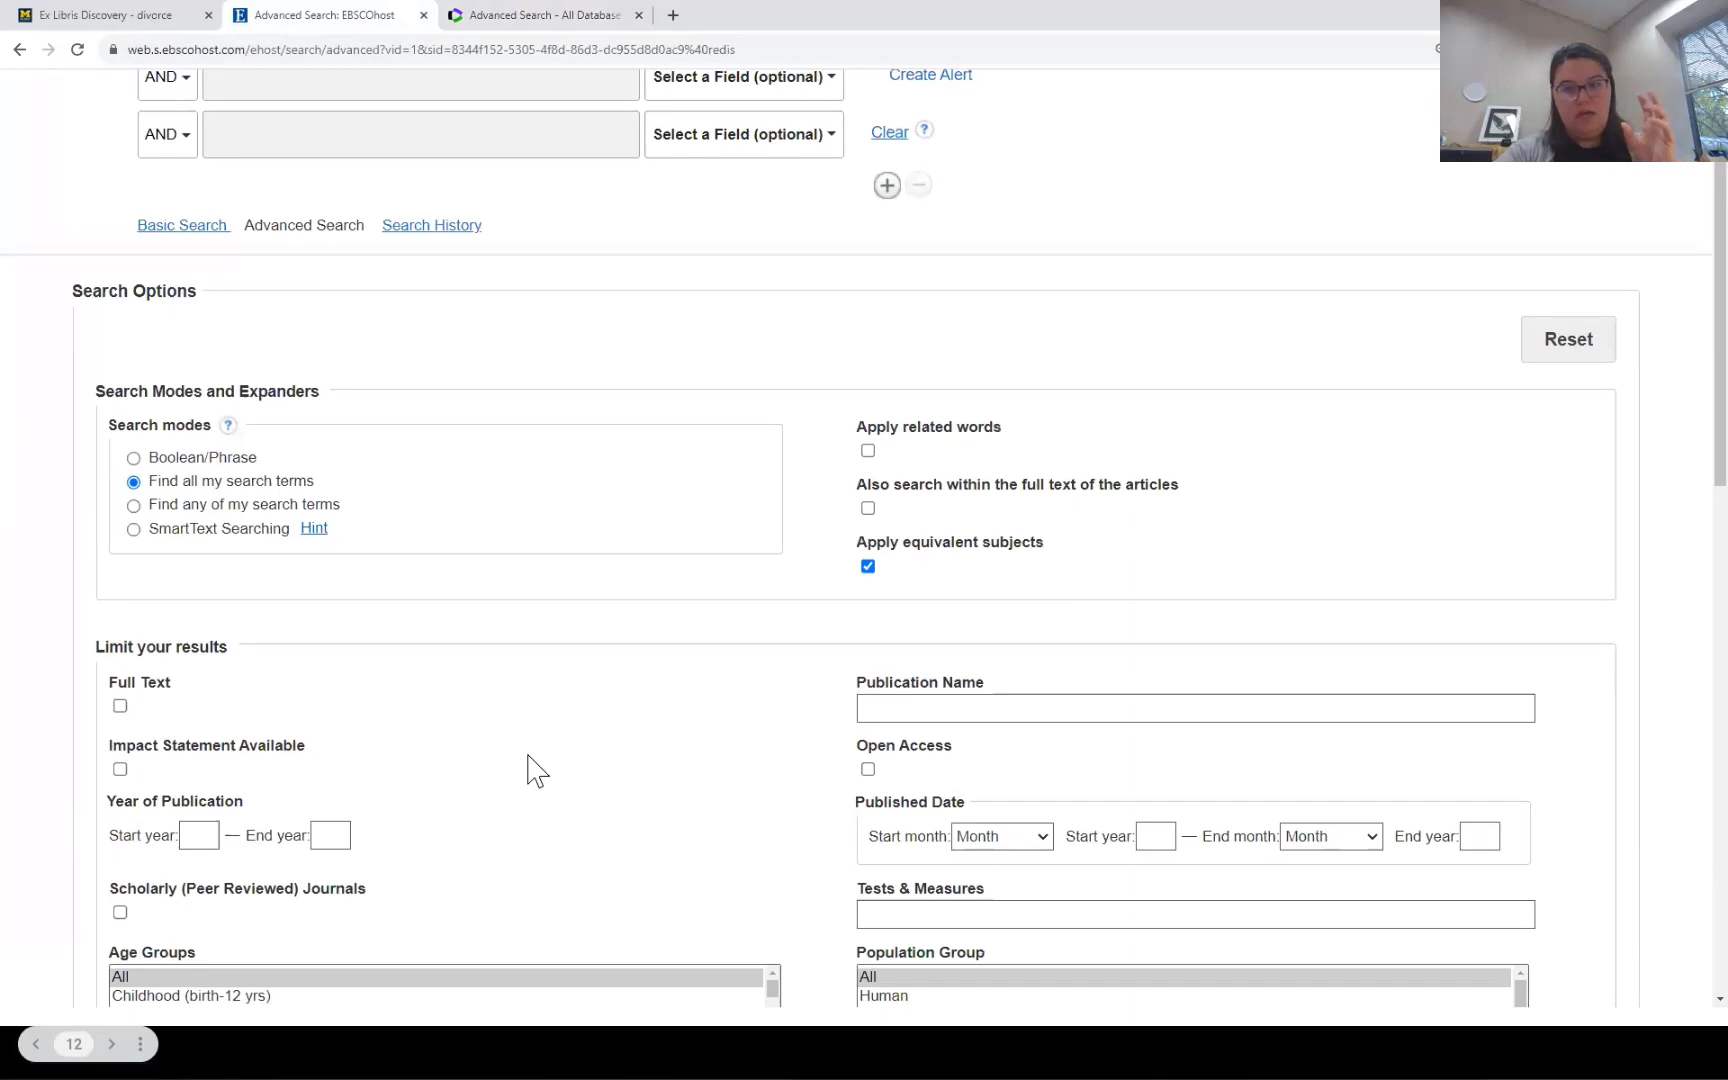 Ex Libris Discovery - divorce
Advanced Search: EBSCOhost
Advanced Search - All Database
web.s.ebscohost.com/ehost/search/advanced?vid=1&sid=8344f152-5305-4f8d-86d3-dc955d8d0ac9%40redis
AND Select a Field (optional) Create Alert
AND Select a Field (optional) Clear ?
Basic Search Advanced Search Search History
Search Options
Reset
Search Modes and Expanders
Search modes ?
Boolean/Phrase
Find all my search terms
Find any of my search terms
SmartText Searching Hint
Apply related words
Also search within the full text of the articles
Apply equivalent subjects
Limit your results
Full Text
Publication Name
Impact Statement Available
Open Access
Year of Publication
Start year: — End year:
Published Date
Start month: Month Start year: — End month: Month End year:
Scholarly (Peer Reviewed) Journals
Tests & Measures
Age Groups
All
Childhood (birth-12 yrs)
Population Group
All
Human
12